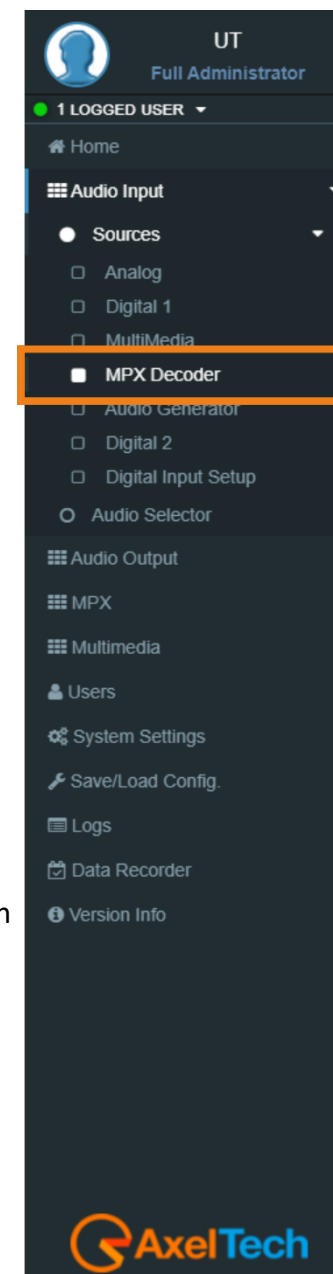 UT
Full Administrator
1 LOGGED USER
Home
Audio Input
Sources
Analog
Digital 1
MultiMedia
MPX Decoder
Audio Generator
Digital 2
Digital Input Setup
Audio Selector
Audio Output
MPX
Multimedia
Users
System Settings
Save/Load Config.
Logs
Data Recorder
Version Info
AxelTech